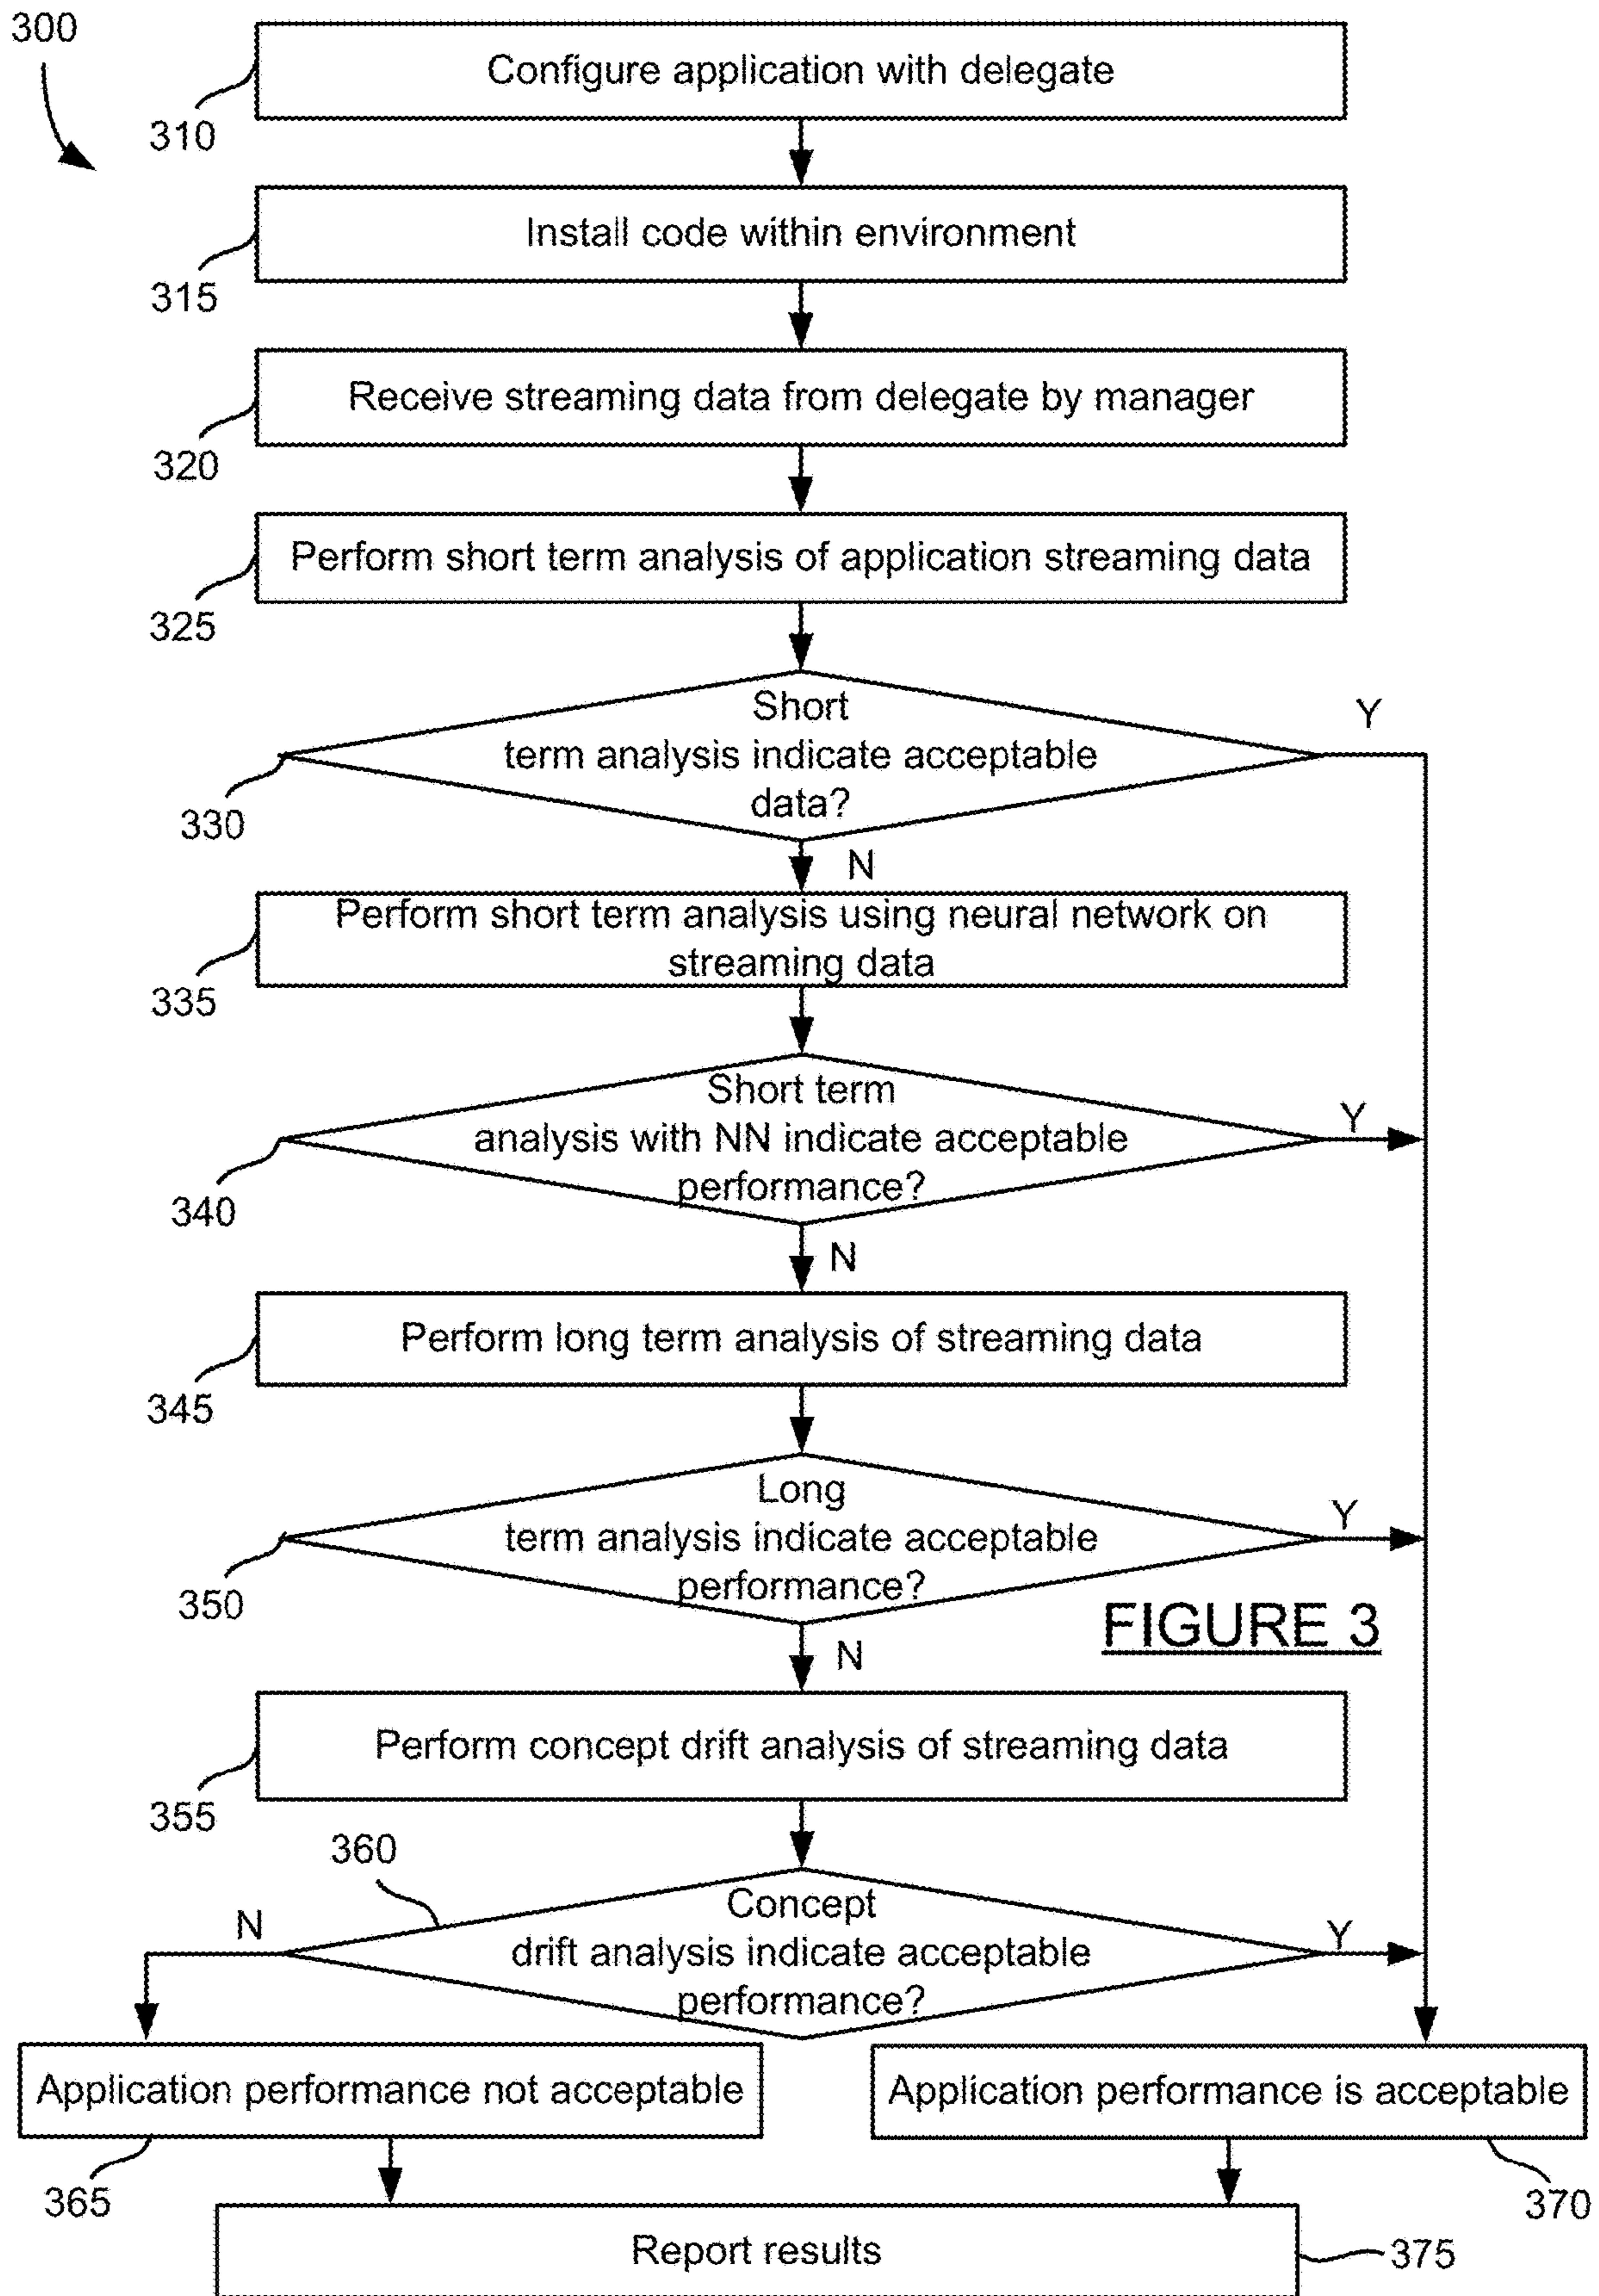 300
Configure application with delegate
310
Install code within environment
315
Receive streaming data from delegate by manager
320
Perform short term analysis of application streaming data
325
Short
term analysis indicate acceptable
data?
Y
330
N
Perform short term analysis using neural network on
streaming data
335
Short term
analysis with NN indicate acceptable
performance?
Y
340
N
Perform long term analysis of streaming data
345
Long
term analysis indicate acceptable
performance?
Y
350
FIGURE 3
N
Perform concept drift analysis of streaming data
355
360
Concept
drift analysis indicate acceptable
performance?
N
Y
Application performance not acceptable
Application performance is acceptable
365
370
Report results
375